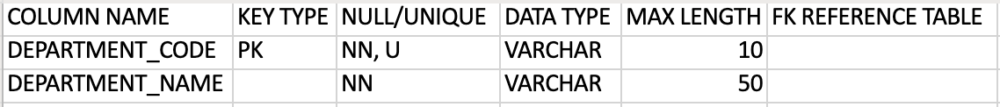 COLUMN NAME KEY TYPE NULL/UNIQUE DATA TYPE MAX LENGTH FK REFERENCE TABLE
DEPARTMENT_CODE PK NN, U VARCHAR 10
DEPARTMENT_NAME NN VARCHAR 50